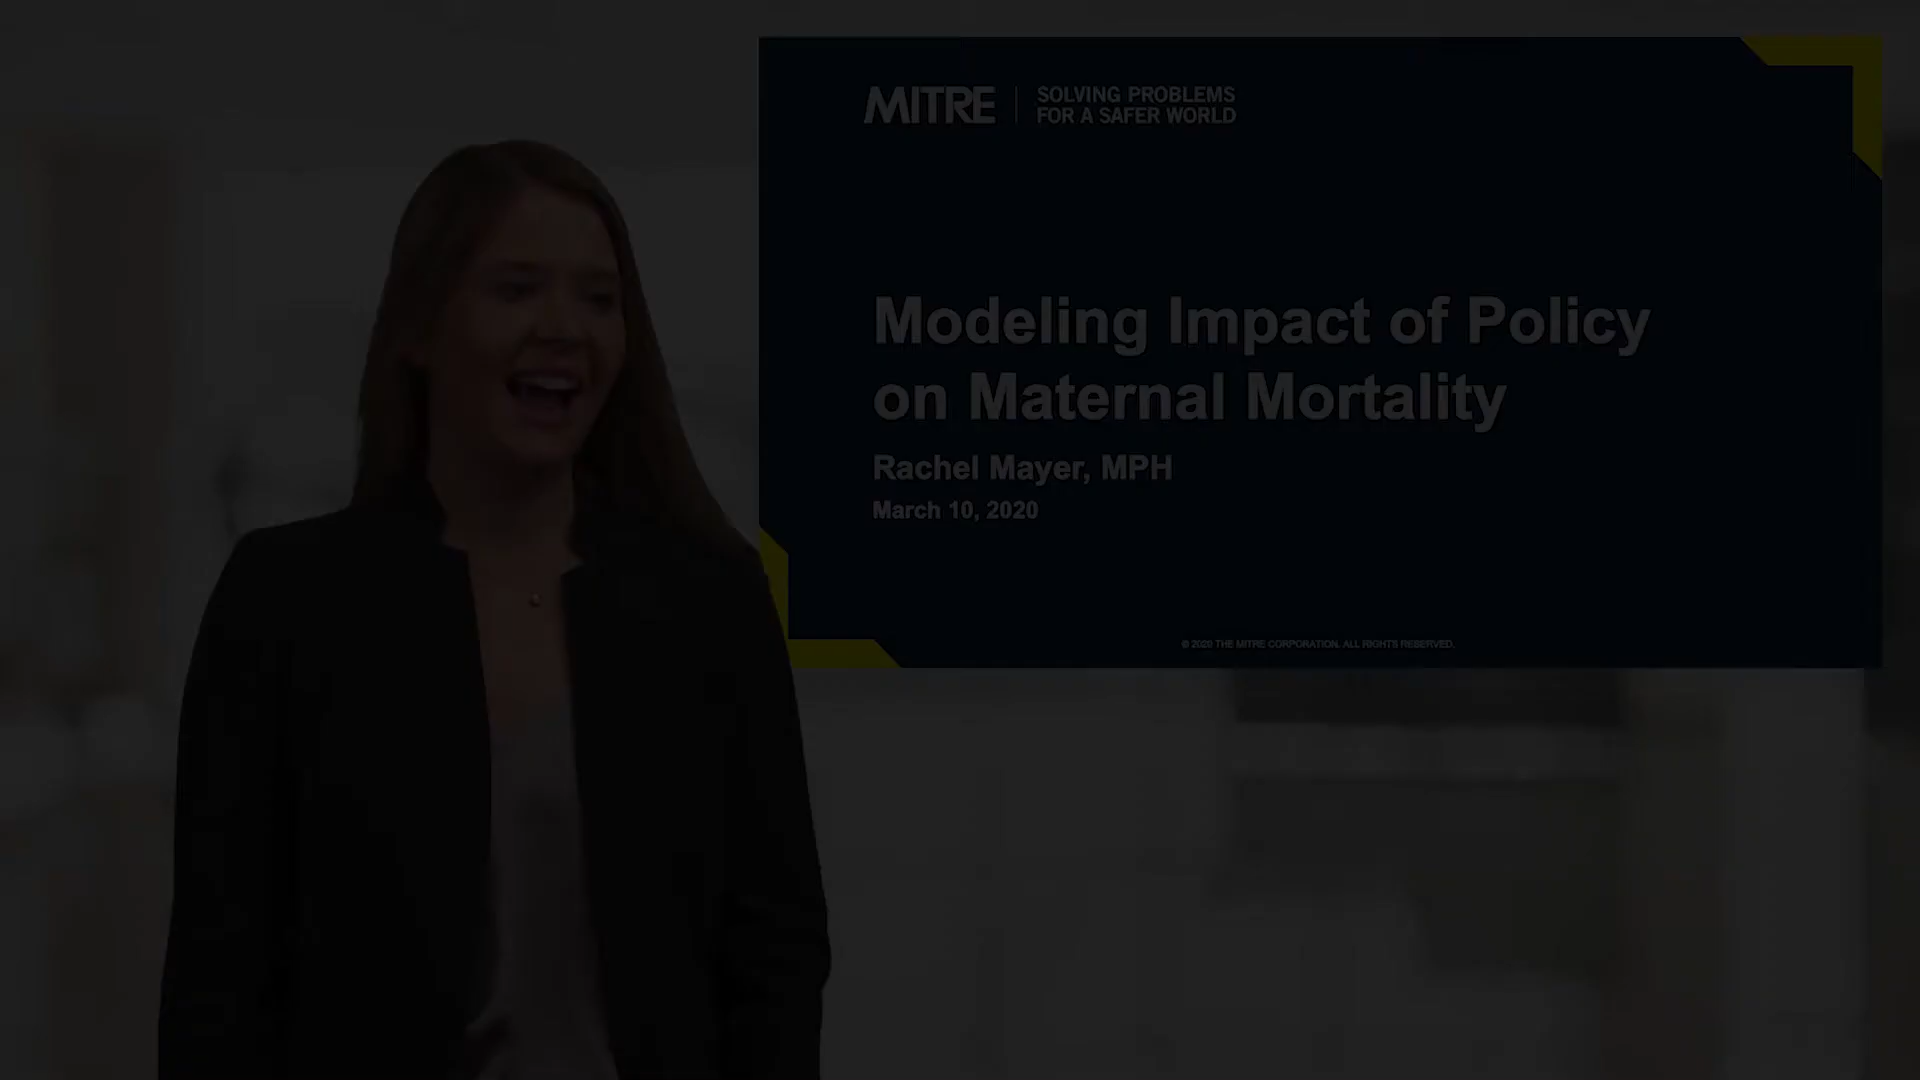 MITRE
SOLVING PROBLEMS
FOR A SAFER WORLD
Modeling Impact of Policy
on Maternal Mortality
Rachel Mayer, MPH
March 10, 2020
© 2020 THE MITRE CORPORATION. ALL RIGHTS RESERVED.